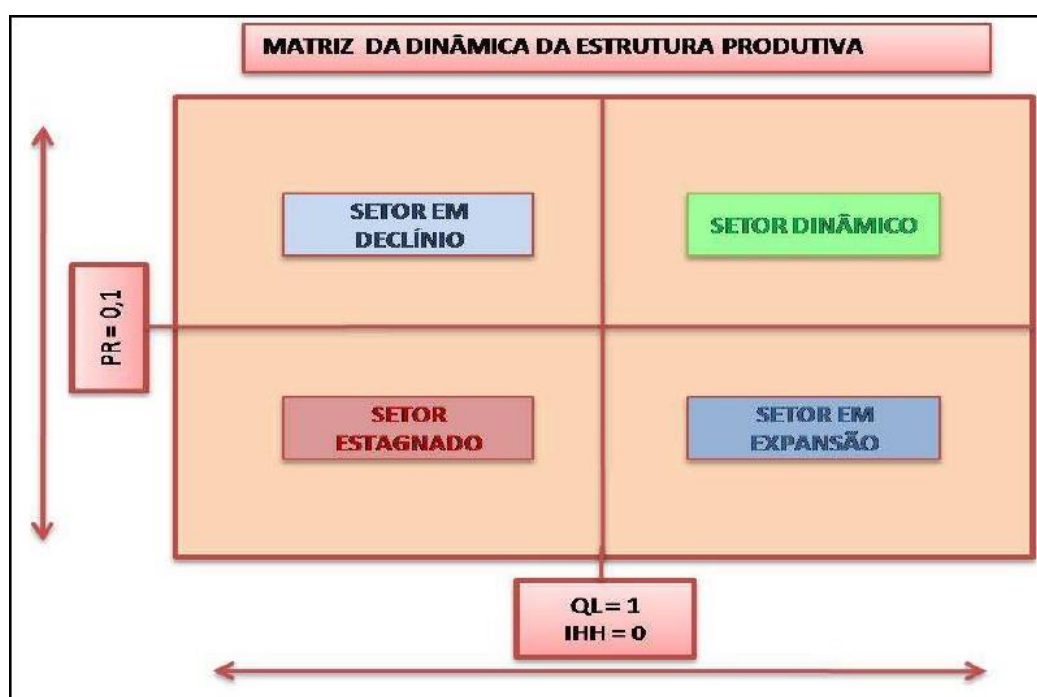 MATRIZ DA DINÂMICA DA ESTRUTURA PRODUTIVA
SETOR EM
DECLÍNIO
SETOR DINÂMICO
PR = 0,1
SETOR
ESTAGNADO
SETOR EM
EXPANSÃO
QL= 1
IHH = 0